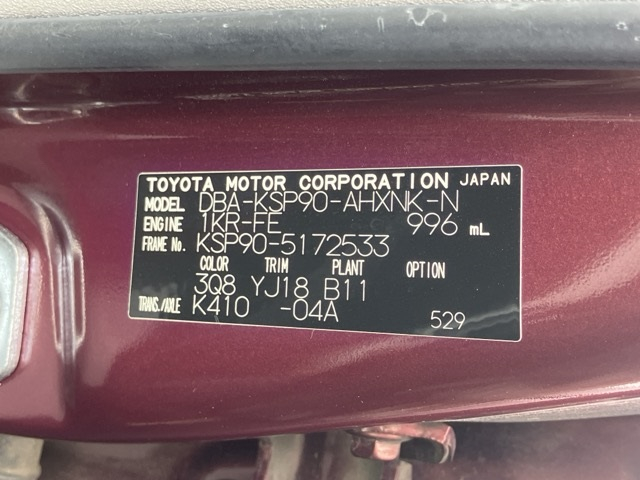 TOYOTA MOTOR CORPORATION JAPAN
MODEL DBA-KSP90-AHXNK-N
ENGINE 1KR-FE 996 mL
FRAME No. KSP90-5172533
COLOR TRIM PLANT OPTION
3Q8 YJ18 B11
TRANS./AXLE K410 -04A 529